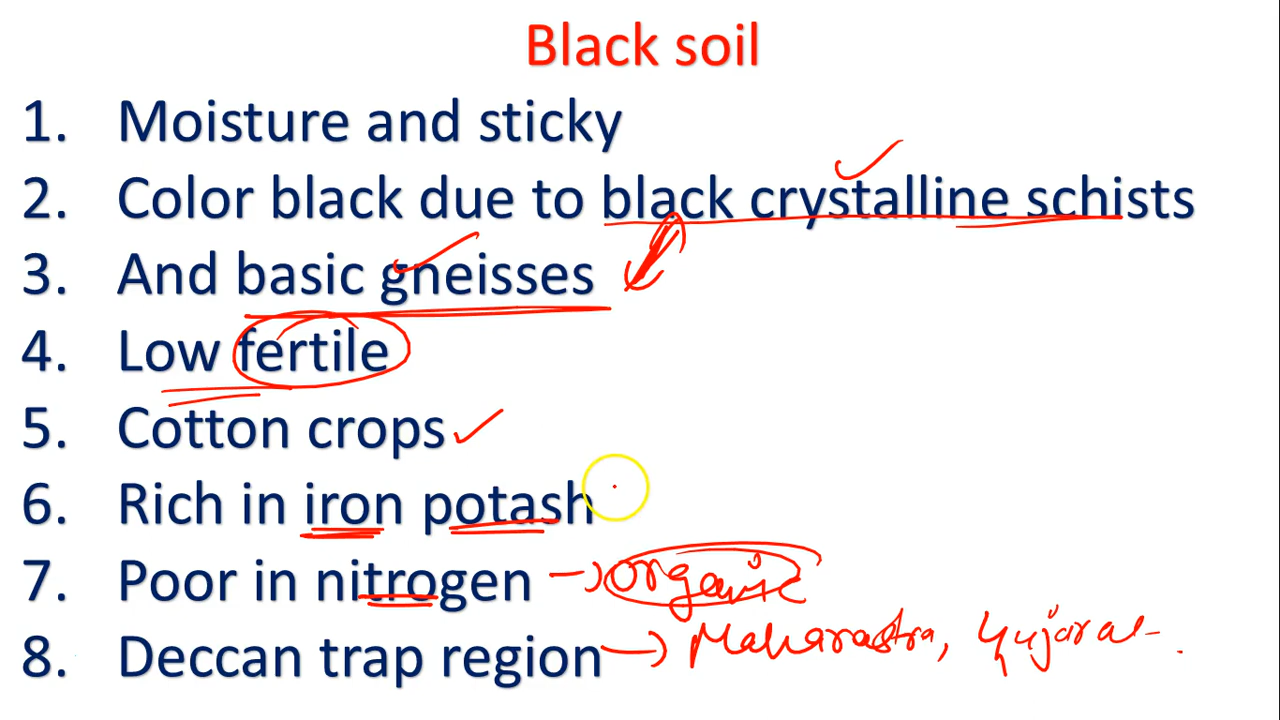 Black soil
1. Moisture and sticky
2. Color black due to black crystalline schists
3. And basic gneisses
4. Low fertile
5. Cotton crops
6. Rich in iron potash
7. Poor in nitrogen → organic
8. Deccan trap region → Maharastra, Gujarat